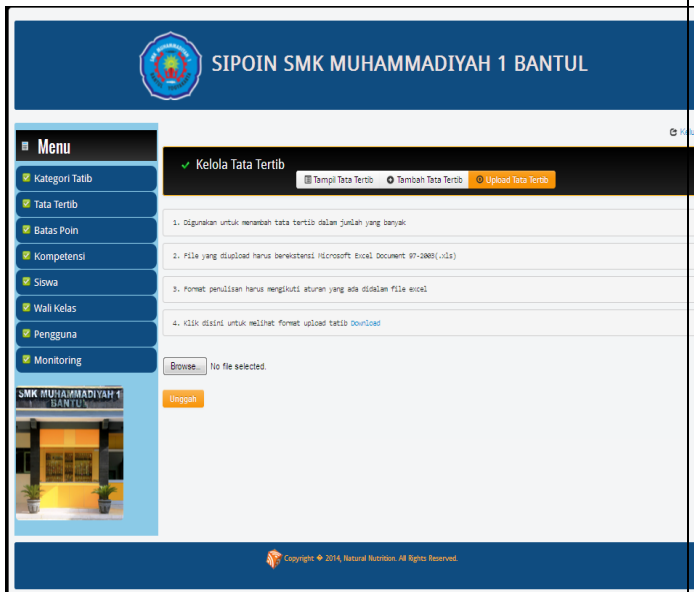 SIPOIN SMK MUHAMMADIYAH 1 BANTUL
Menu
Kategori Tatib
Tata Tertib
Batas Poin
Kompetensi
Siswa
Wali Kelas
Pengguna
Monitoring
SMK MUHAMMADIYAH 1
BANTUL
Kelola Tata Tertib
Tampil Tata Tertib Tambah Tata Tertib Upload Tata Tertib
1. Digunakan untuk menambah tata tertib dalam jumlah yang banyak
2. File yang diupload harus berekstensi Microsoft Excel Document 97-2003(.xls)
3. Format penulisan harus mengikuti aturan yang ada didalam file excel
4. Klik disini untuk melihat format upload tatib Download
Browse… No file selected.
Unggah
Copyright � 2014, Natural Nutrition. All Rights Reserved.